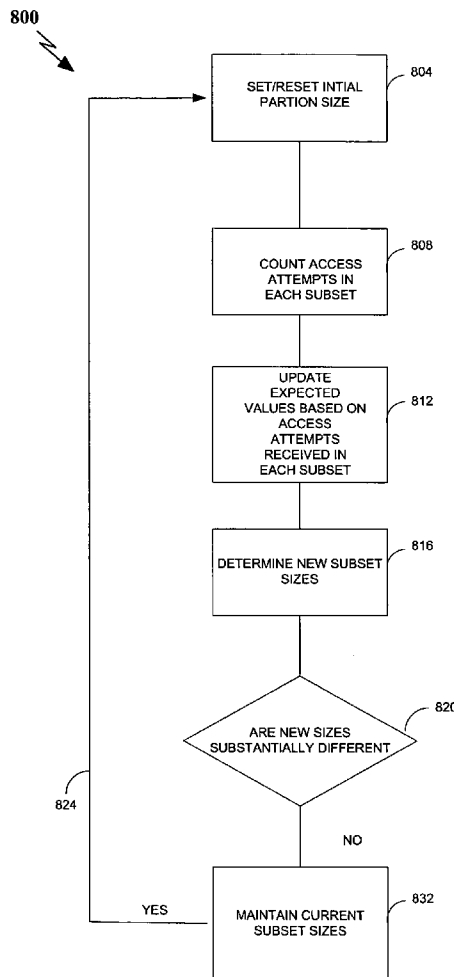 800
SET/RESET INTIAL
PARTION SIZE
804
COUNT ACCESS
ATTEMPTS IN
EACH SUBSET
808
UPDATE
EXPECTED
VALUES BASED ON
ACCESS
ATTEMPTS
RECEIVED IN
EACH SUBSET
812
DETERMINE NEW SUBSET
SIZES
816
ARE NEW SIZES
SUBSTANTIALLY DIFFERENT
820
824
NO
YES
MAINTAIN CURRENT
SUBSET SIZES
832